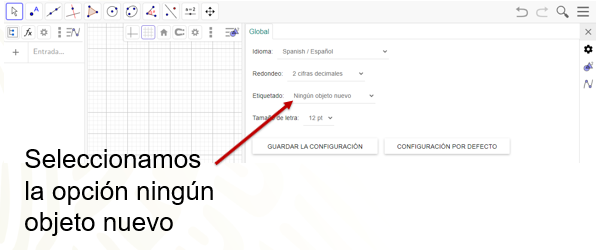 Global
Entrada...
Idioma: Spanish / Español
Redondeo: 2 cifras decimales
Etiquetado: Ningún objeto nuevo
Tamaño de letra: 12 pt
GUARDAR LA CONFIGURACIÓN CONFIGURACIÓN POR DEFECTO
Seleccionamos
la opción ningún
objeto nuevo